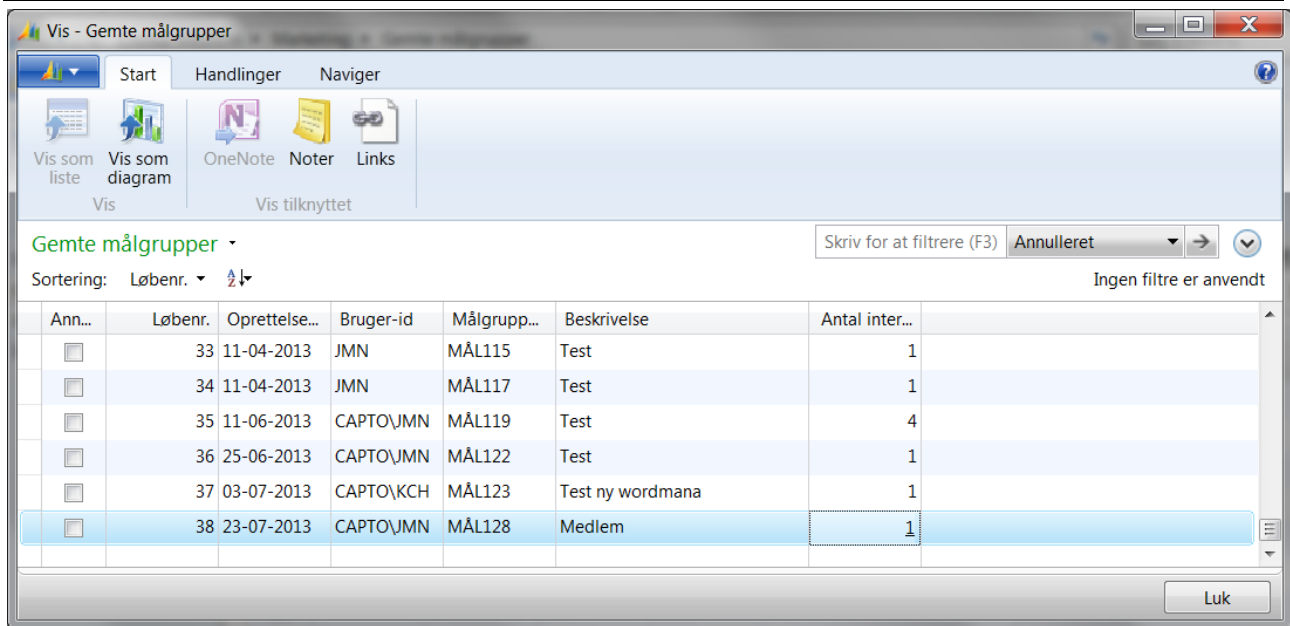 Vis - Gemte målgrupper
Start Handlinger Naviger
Vis som liste
Vis som diagram
OneNote Noter Links
Vis Vis tilknyttet
Gemte målgrupper Skriv for at filtrere (F3) Annulleret
Sortering: Løbenr. Ingen filtre er anvendt
Ann... Løbenr. Oprettelse... Bruger-id Målgrupp... Beskrivelse Antal inter...
33 11-04-2013 JMN MÅL115 Test 1
34 11-04-2013 JMN MÅL117 Test 1
35 11-06-2013 CAPTO\JMN MÅL119 Test 4
36 25-06-2013 CAPTO\JMN MÅL122 Test 1
37 03-07-2013 CAPTO\KCH MÅL123 Test ny wordmana 1
38 23-07-2013 CAPTO\JMN MÅL128 Medlem 1
Luk